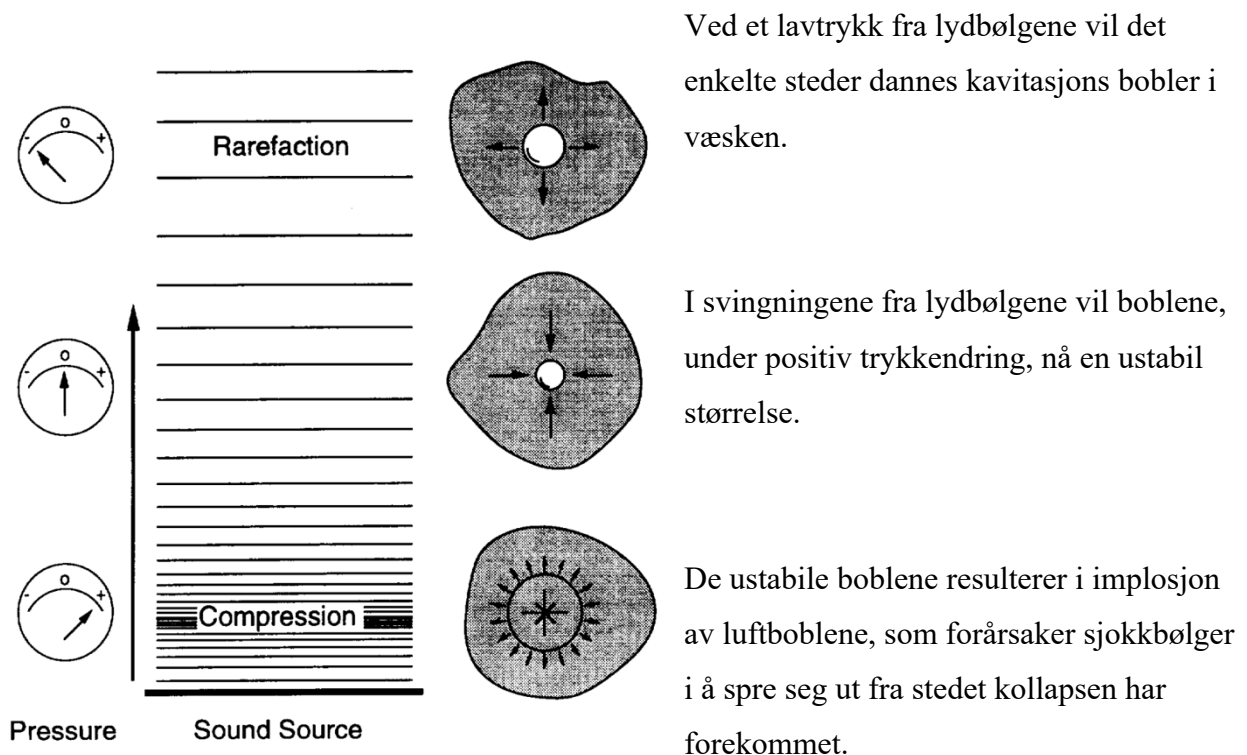 Ved et lavtrykk fra lydbølgene vil det
enkelte steder dannes kavitasjons bobler i
væsken.
- O +
Rarefaction
I svingningene fra lydbølgene vil boblene,
under positiv trykkendring, nå en ustabil
størrelse.
- O +
De ustabile boblene resulterer i implosjon
av luftboblene, som forårsaker sjokkbølger
i å spre seg ut fra stedet kollapsen har
forekommet.
- O +
Compression
Pressure
Sound Source